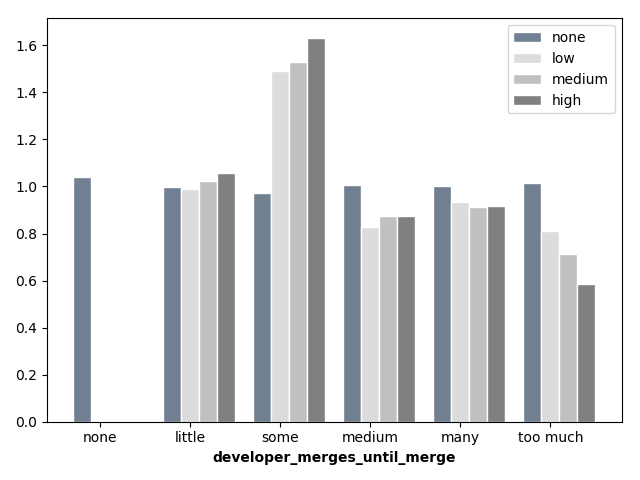 1.6
1.4
1.2
1.0
0.8
0.6
0.4
0.2
0.0
none
low
medium
high
none little some medium many too much
developer_merges_until_merge